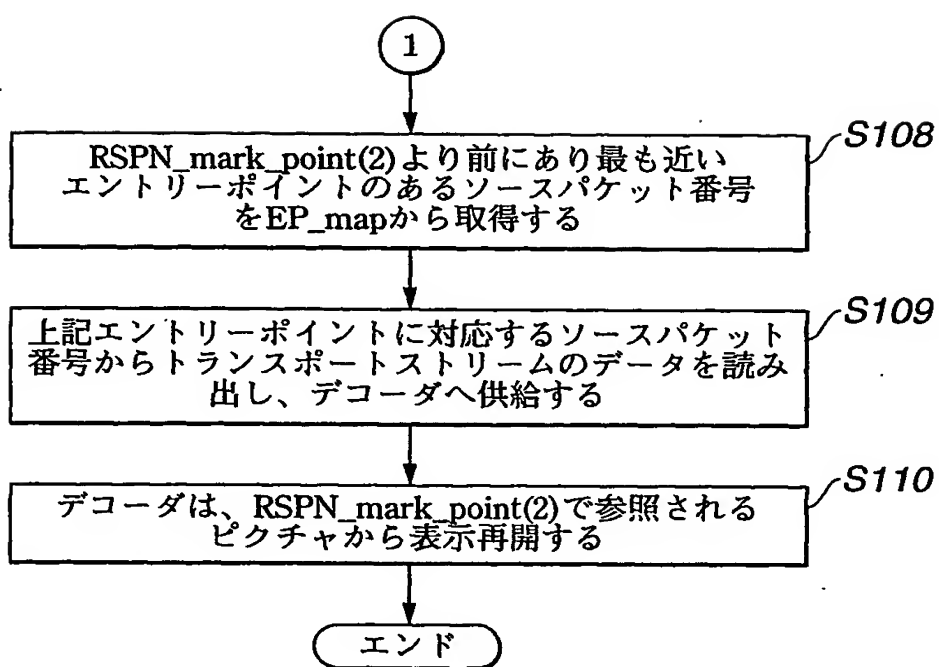 1
S108
RSPN_mark_point(2)より前にあり最も近い
エントリーポイントのあるソースパケット番号
をEP_mapから取得する
S109
上記エントリーポイントに対応するソースパケット
番号からトランスポートストリームのデータを読み
出し、デコーダへ供給する
S110
デコーダは、RSPN_mark_point(2)で参照される
ピクチャから表示再開する
エンド